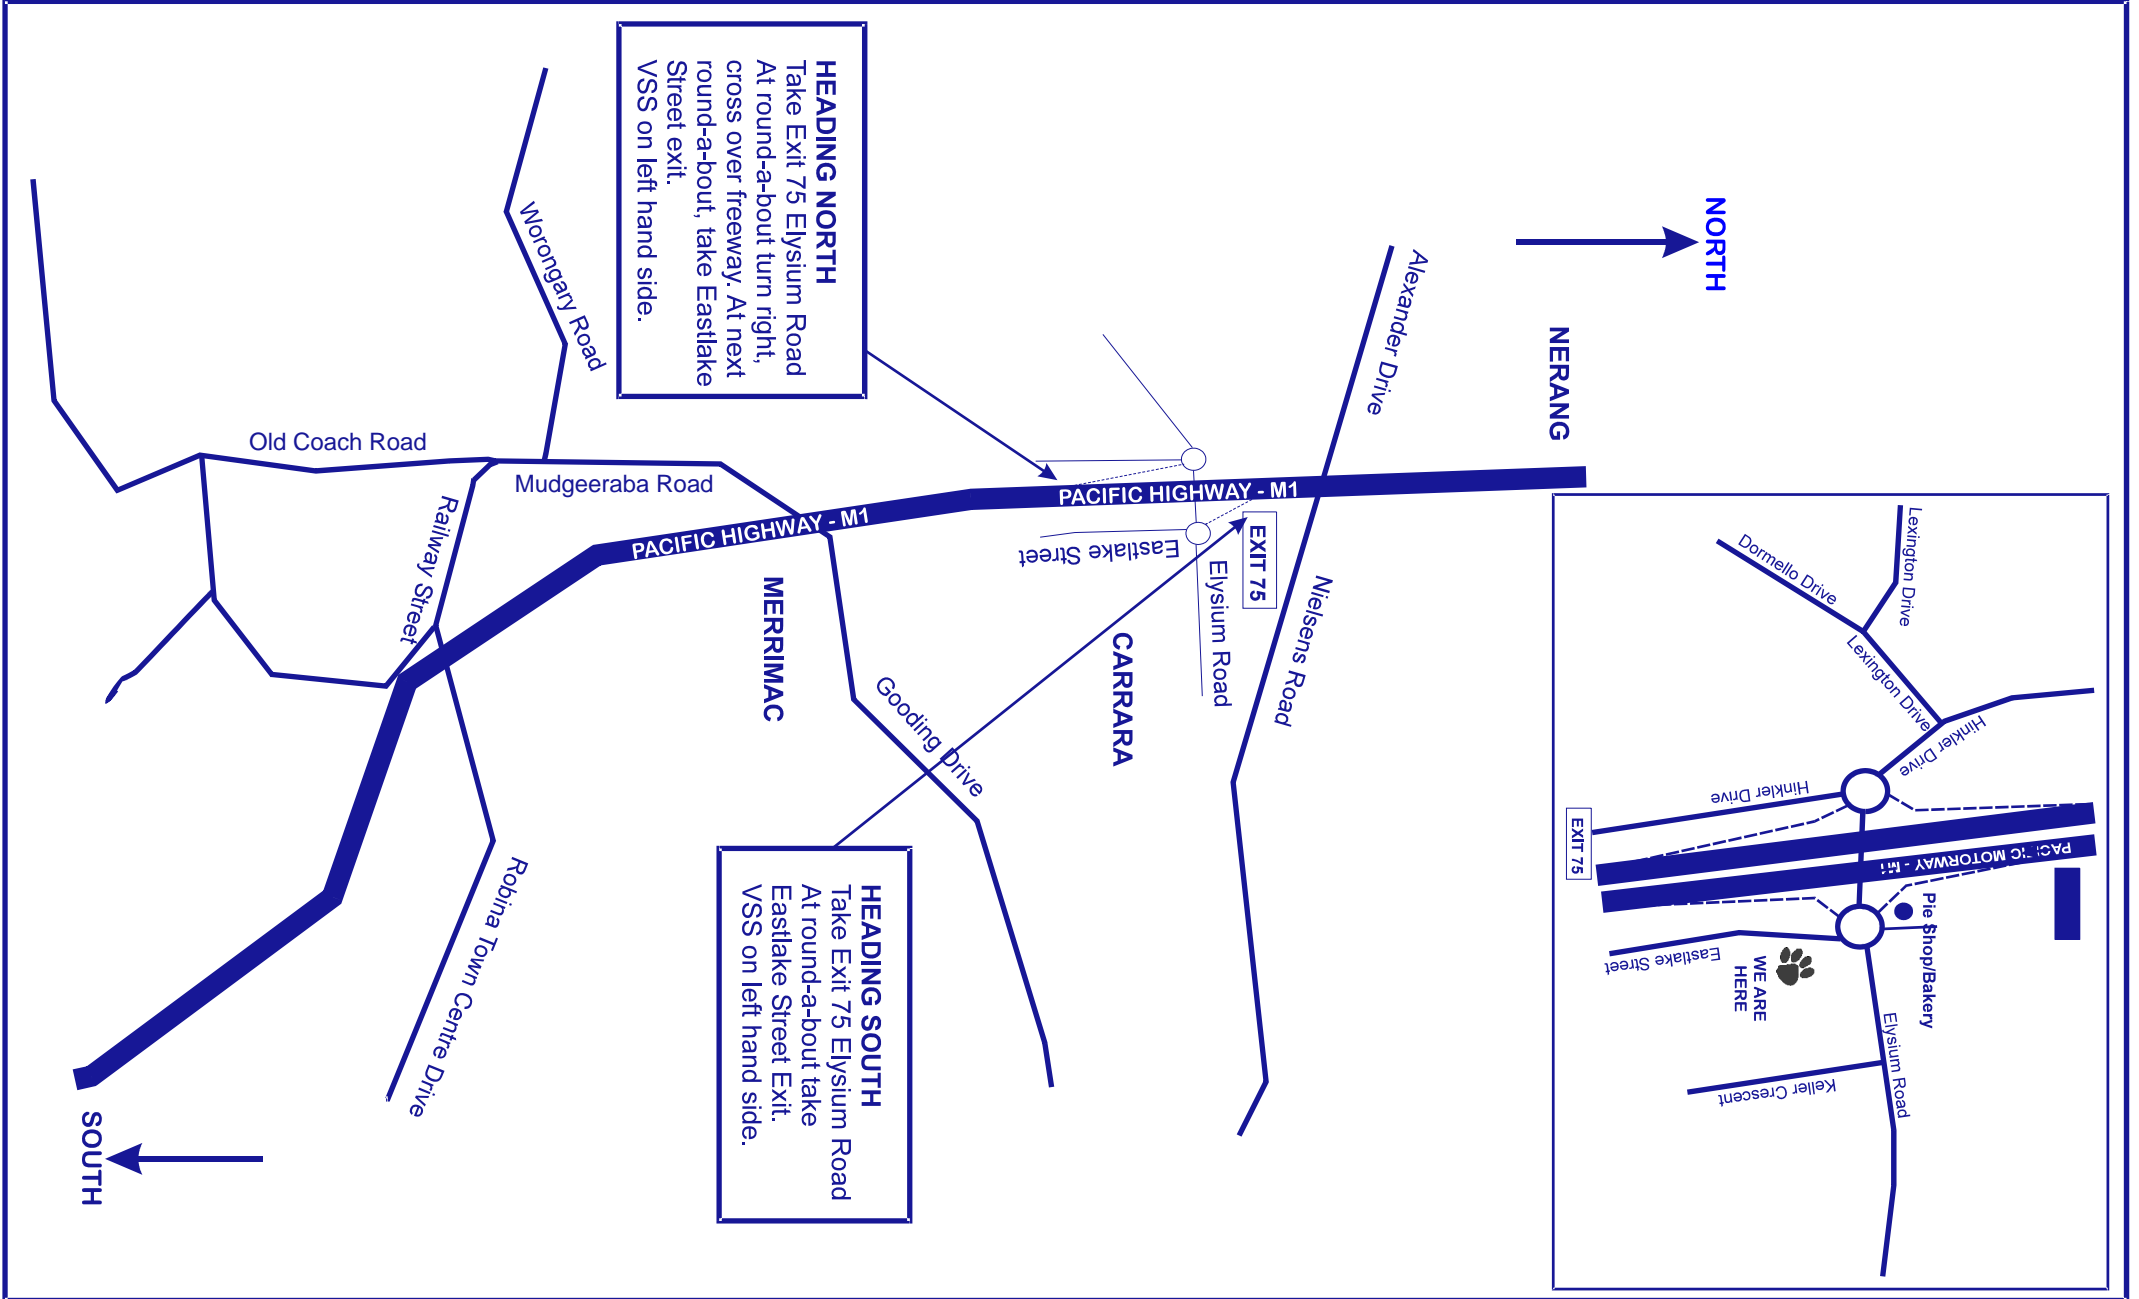 NORTH
NERANG
HEADING NORTH
Take Exit 75 Elysium Road
At round-a-bout turn right,
cross over freeway. At next
round-a-bout, take Eastlake
Street exit.
VSS on left hand side.
Alexander Drive
Worongary Road
Old Coach Road
Mudgeeraba Road
Railway Street
PACIFIC HIGHWAY - M1
PACIFIC HIGHWAY - M1
EXIT 75
Eastlake Street
Elysium Road
Nielsens Road
CARRARA
MERRIMAC
Gooding Drive
Robina Town Centre Drive
HEADING SOUTH
Take Exit 75 Elysium Road
At round-a-bout take
Eastlake Street Exit.
VSS on left hand side.
SOUTH
Lexington Drive
Dormello Drive
Lexington Drive
Hinkler Drive
Hinkler Drive
EXIT 75
PACIFIC MOTORWAY - M1
Pie Shop/Bakery
Eastlake Street
WE ARE
HERE
Elysium Road
Keller Crescent